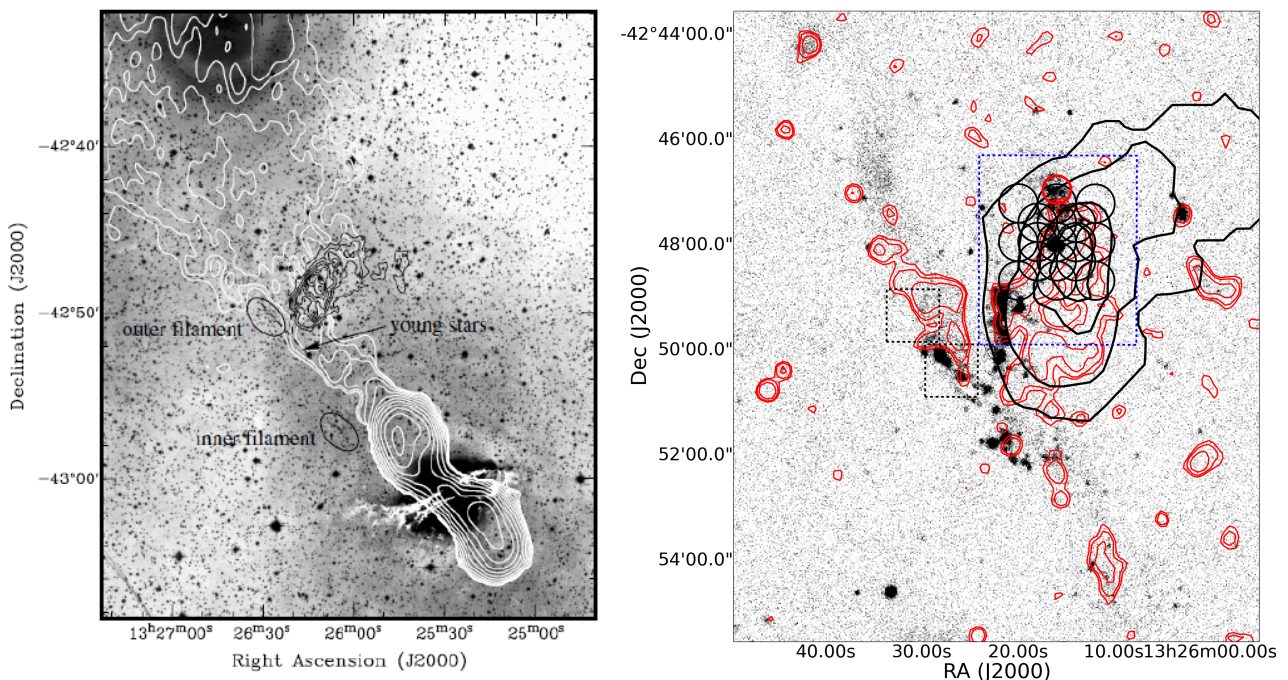 −42°40′
−42°50′
−43°00′
Declination (J2000)
outer filament
young stars
inner filament
13ʰ27ᵐ00ˢ 26ᵐ30ˢ 26ᵐ00ˢ 25ᵐ30ˢ 25ᵐ00ˢ
Right Ascension (J2000)
-42°44'00.0"
46'00.0"
48'00.0"
50'00.0"
52'00.0"
54'00.0"
Dec (J2000)
40.00s 30.00s 20.00s 10.00s 13h26m00.00s
RA (J2000)